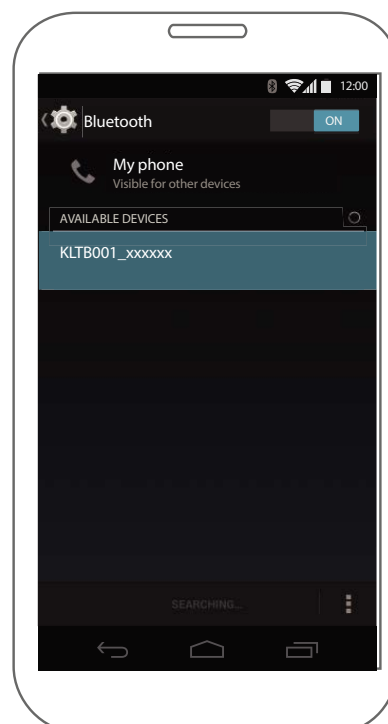 12:00
Bluetooth ON
My phone
Visible for other devices
AVAILABLE DEVICES
KLTB001_xxxxxx
SEARCHING...